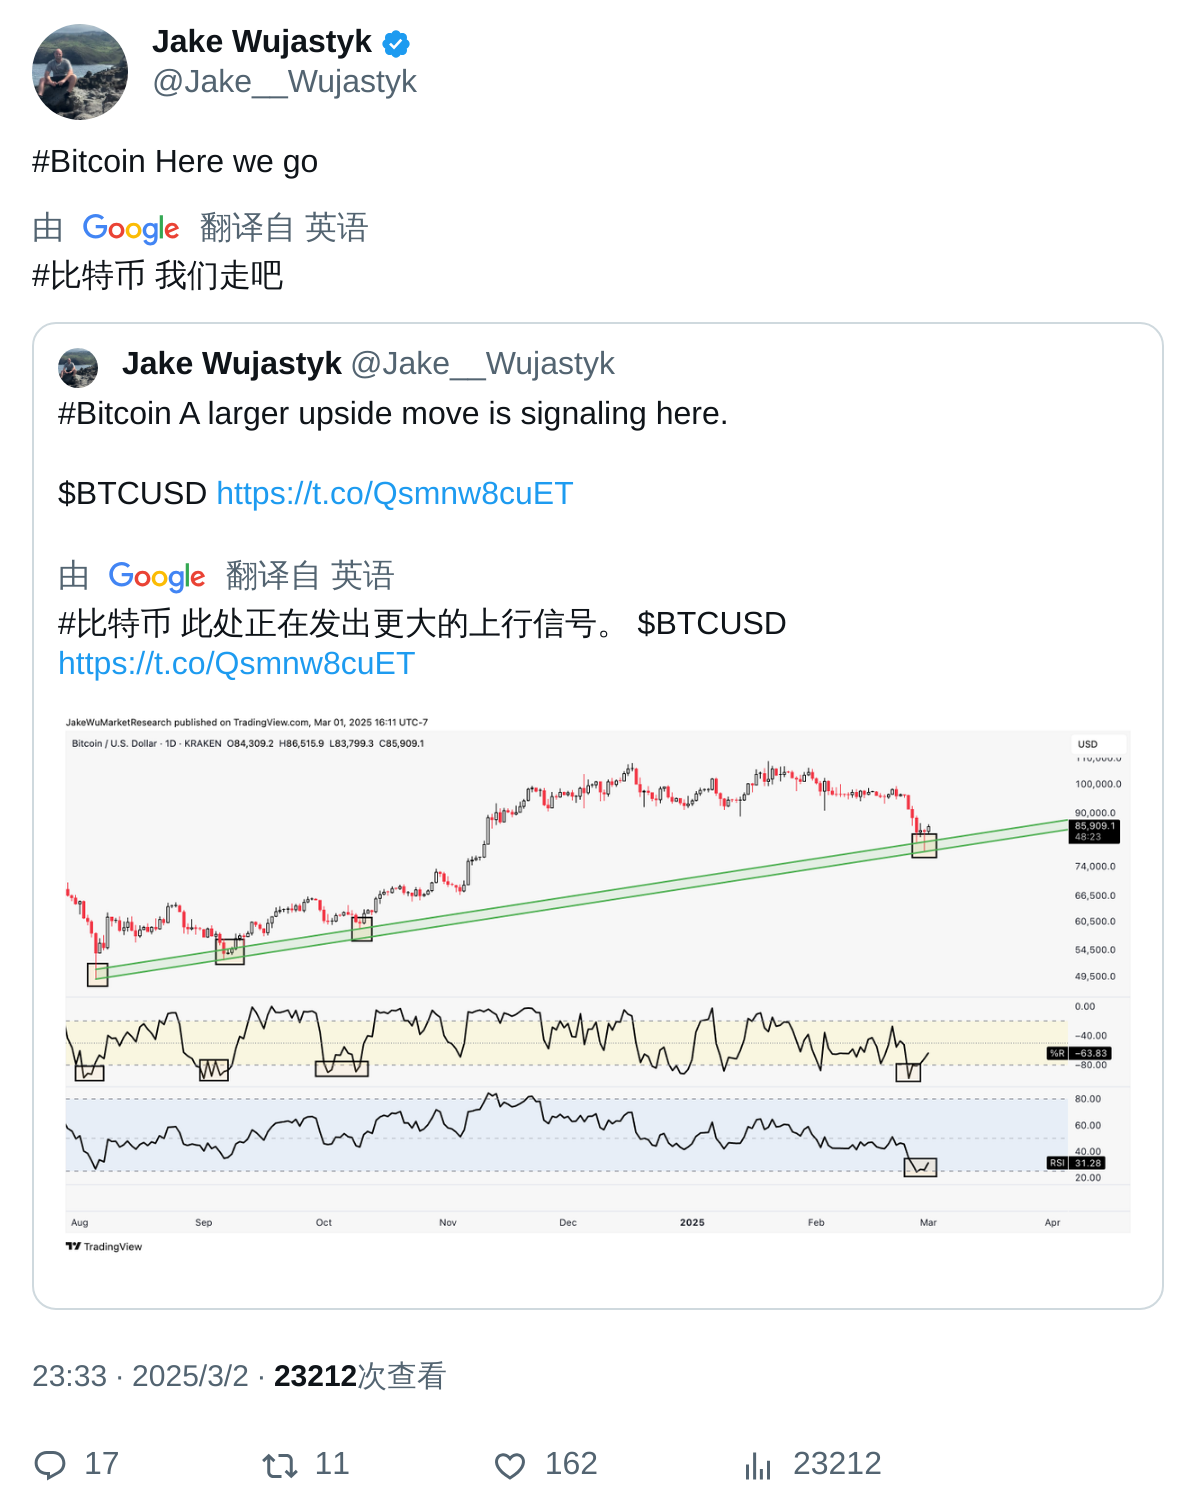 Jake Wujastyk
@Jake__Wujastyk
#Bitcoin Here we go
由 Google 翻译自 英语
#比特币 我们走吧
Jake Wujastyk @Jake__Wujastyk
#Bitcoin A larger upside move is signaling here.
$BTCUSD https://t.co/Qsmnw8cuET
由 Google 翻译自 英语
#比特币 此处正在发出更大的上行信号。 $BTCUSD
https://t.co/Qsmnw8cuET
JakeWuMarketResearch published on TradingView.com, Mar 01, 2025 16:11 UTC-7
Bitcoin / U.S. Dollar · 1D · KRAKEN O84,309.2 H86,515.9 L83,799.3 C85,909.1
USD
110,000.0
100,000.0
90,000.0
85,909.1
48:23
74,000.0
66,500.0
60,500.0
54,500.0
49,500.0
0.00
−40.00
%R −63.83
−80.00
80.00
60.00
40.00
RSI 31.28
20.00
Aug Sep Oct Nov Dec 2025 Feb Mar Apr
TradingView
23:33 · 2025/3/2 · 23212次查看
17 11 162 23212